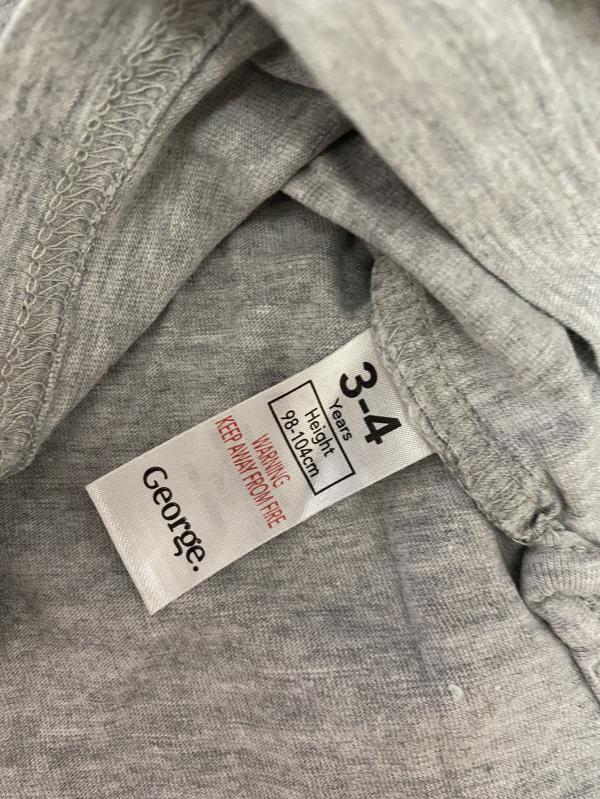 3-4
Years
Height
98-104cm
WARNING
KEEP AWAY FROM FIRE
George.